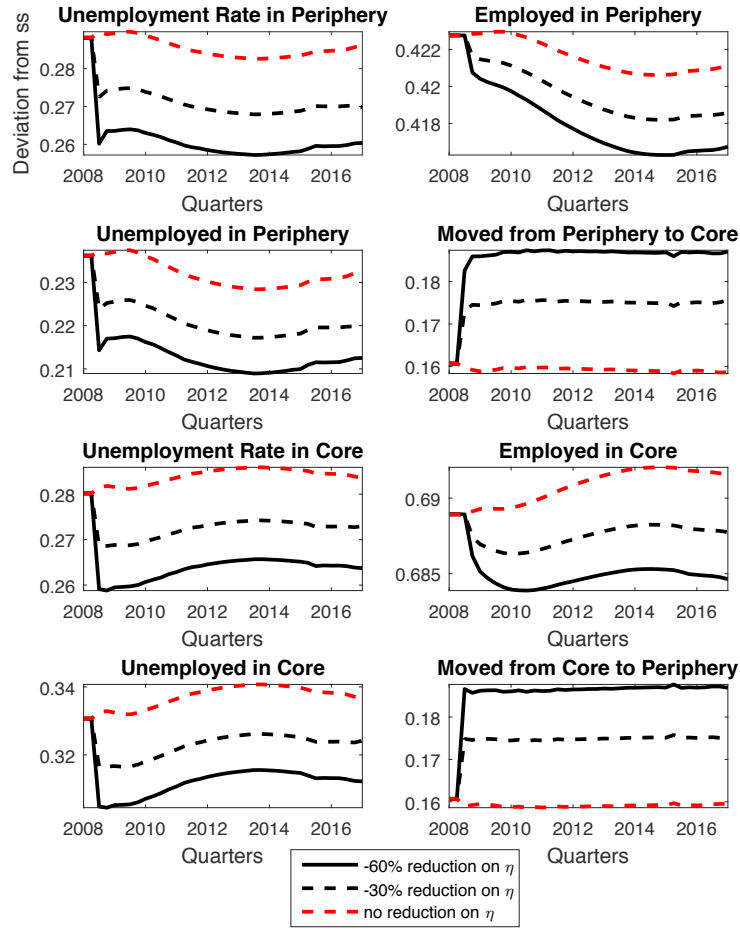 Unemployment Rate in Periphery
Deviation from ss
0.28
0.27
0.26
2008 2010 2012 2014 2016
Quarters
Employed in Periphery
0.422
0.42
0.418
2008 2010 2012 2014 2016
Quarters
Unemployed in Periphery
0.23
0.22
0.21
2008 2010 2012 2014 2016
Moved from Periphery to Core
0.18
0.17
0.16
2008 2010 2012 2014 2016
Unemployment Rate in Core
0.28
0.27
0.26
2008 2010 2012 2014 2016
Quarters
Employed in Core
0.69
0.685
2008 2010 2012 2014 2016
Quarters
Unemployed in Core
0.34
0.32
2008 2010 2012 2014 2016
Quarters
Moved from Core to Periphery
0.18
0.17
0.16
2008 2010 2012 2014 2016
Quarters
-60% reduction on η
-30% reduction on η
no reduction on η